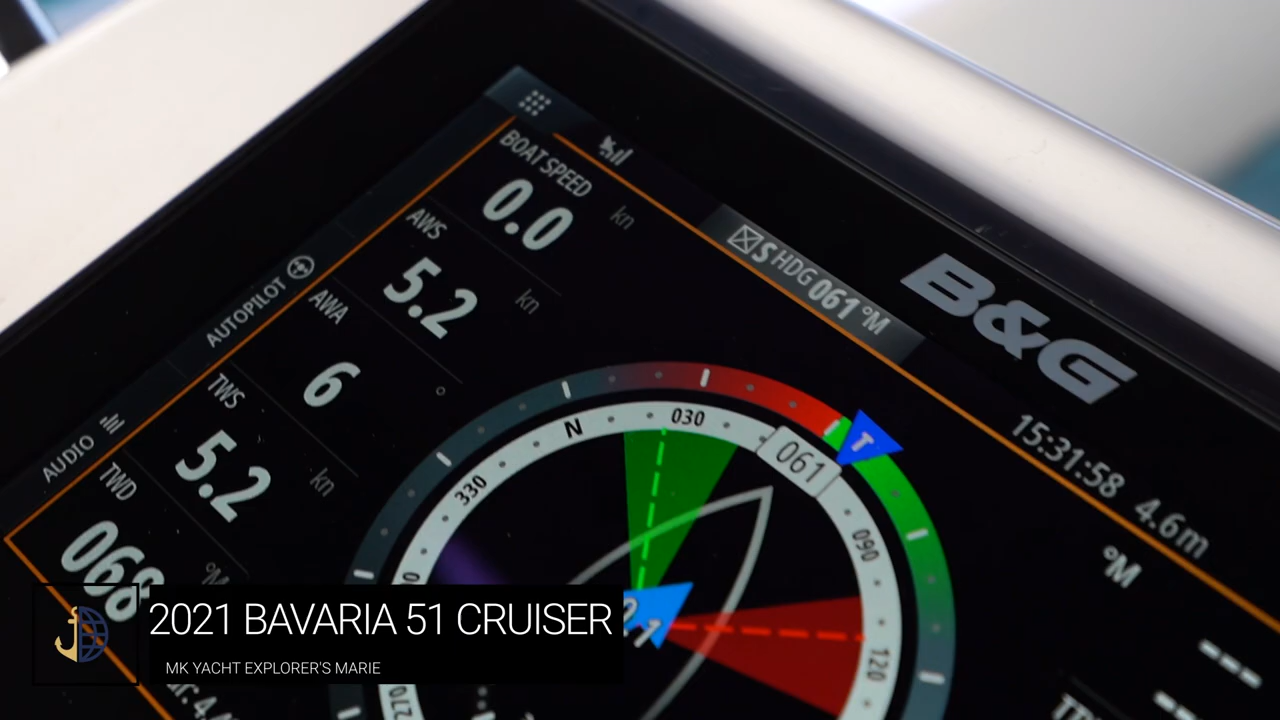 BOAT SPEED
0.0 kn
AWS
5.2 kn
AWA
6 °
TWS
5.2 kn
TWD
068 °M
AUTOPILOT
AUDIO
S HDG 061 °M
B&G
15:31:58 4.6m
°M
N
030
061
090
120
330
270
T
2021 BAVARIA 51 CRUISER
MK YACHT EXPLORER'S MARIE